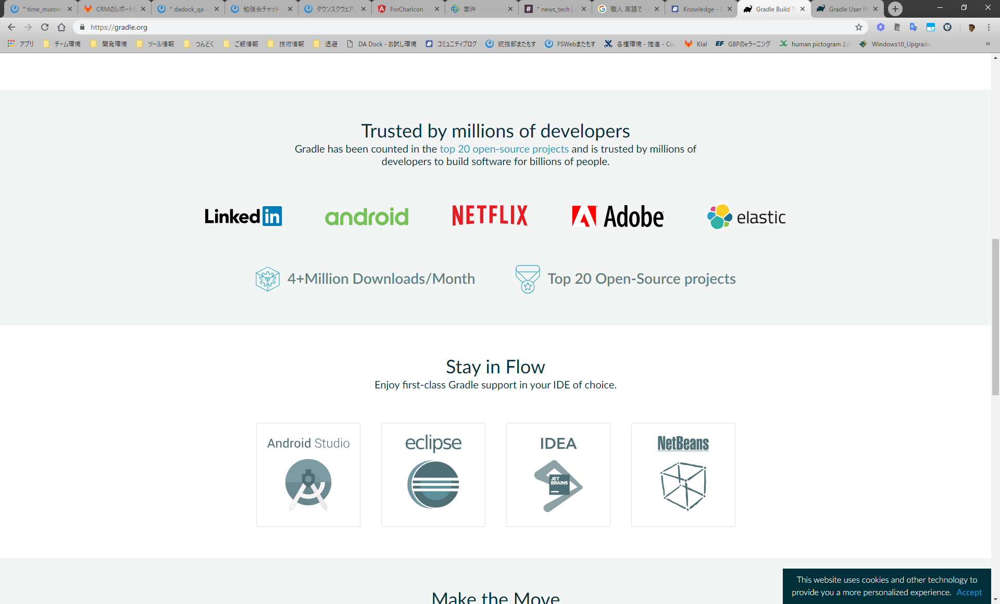 * time_muron
CRMのレポートが
* dadock_qa -
勉強会チャット -
タウンスクウェア
ForCharIcon
案件
* news_tech |
職人 英語で -
Knowledge -
Gradle Build T
Gradle User M
https://gradle.org
アプリ
チーム環境
開発環境
ツール情報
つんどく
ご飯情報
技術情報
退避
DA Dock - お試し環境
コミュニティブログ
統括部またもす
FSWebまたもす
各種環境 - 推進 - Co
Klal
EF GBPのeラーニング
human pictogram 2.0
Windows10_Upgrade
Trusted by millions of developers
Gradle has been counted in the top 20 open-source projects and is trusted by millions of
developers to build software for billions of people.
Linked in
android
NETFLIX
Adobe
elastic
4+Million Downloads/Month
Top 20 Open-Source projects
Stay in Flow
Enjoy first-class Gradle support in your IDE of choice.
Android Studio
eclipse
IDEA
JET
BRAINS
NetBeans
Make the Move
This website uses cookies and other technology to
provide you a more personalized experience. Accept